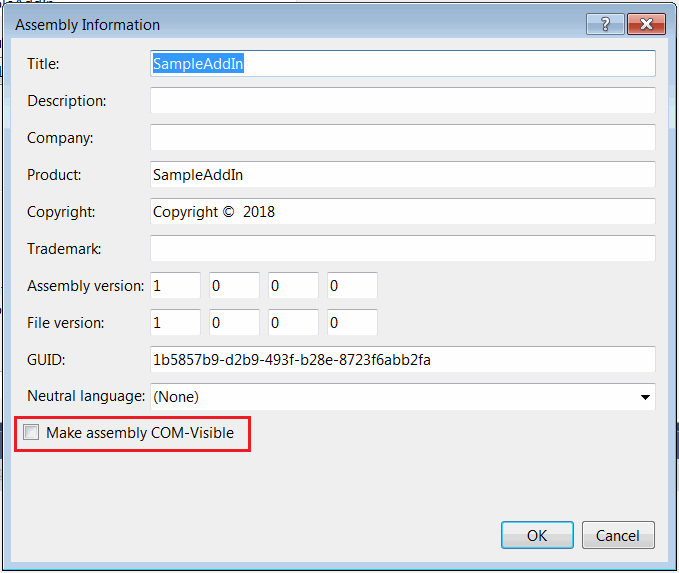 Assembly Information
Title: SampleAddIn
Description:
Company:
Product: SampleAddIn
Copyright: Copyright © 2018
Trademark:
Assembly version: 1 0 0 0
File version: 1 0 0 0
GUID: 1b5857b9-d2b9-493f-b28e-8723f6abb2fa
Neutral language: (None)
Make assembly COM-Visible
OK Cancel